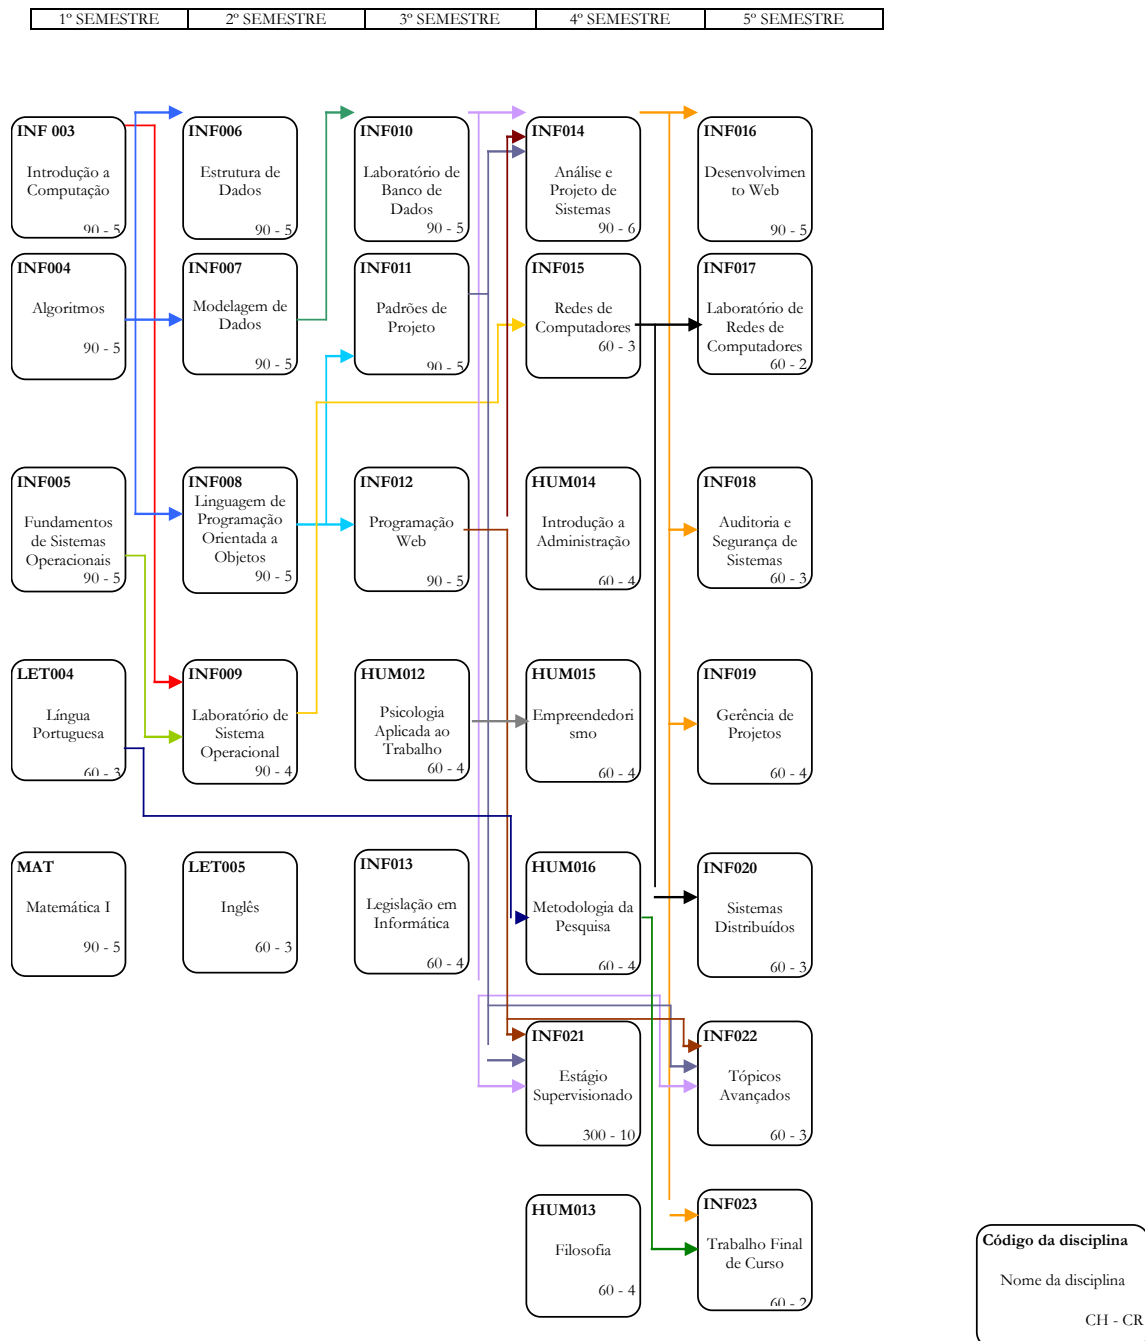 1º SEMESTRE 2º SEMESTRE 3º SEMESTRE 4º SEMESTRE 5º SEMESTRE
INF 003
Introdução a
Computação
90 - 5
INF006
Estrutura de
Dados
90 - 5
INF010
Laboratório de
Banco de
Dados
90 - 5
INF014
Análise e
Projeto de
Sistemas
90 - 6
INF016
Desenvolvimen
to Web
90 - 5
INF004
Algoritmos
90 - 5
INF007
Modelagem de
Dados
90 - 5
INF011
Padrões de
Projeto
90 - 5
INF015
Redes de
Computadores
60 - 3
INF017
Laboratório de
Redes de
Computadores
60 - 2
INF005
Fundamentos
de Sistemas
Operacionais
90 - 5
INF008
Linguagem de
Programação
Orientada a
Objetos
90 - 5
INF012
Programação
Web
90 - 5
HUM014
Introdução a
Administração
60 - 4
INF018
Auditoria e
Segurança de
Sistemas
60 - 3
LET004
Língua
Portuguesa
60 - 3
INF009
Laboratório de
Sistema
Operacional
90 - 4
HUM012
Psicologia
Aplicada ao
Trabalho
60 - 4
HUM015
Empreendedori
smo
60 - 4
INF019
Gerência de
Projetos
60 - 4
MAT
Matemática I
90 - 5
LET005
Inglês
60 - 3
INF013
Legislação em
Informática
60 - 4
HUM016
Metodologia da
Pesquisa
60 - 4
INF020
Sistemas
Distribuídos
60 - 3
INF021
Estágio
Supervisionado
300 - 10
INF022
Tópicos
Avançados
60 - 3
HUM013
Filosofia
60 - 4
INF023
Trabalho Final
de Curso
60 - 2
Código da disciplina
Nome da disciplina
CH - CR